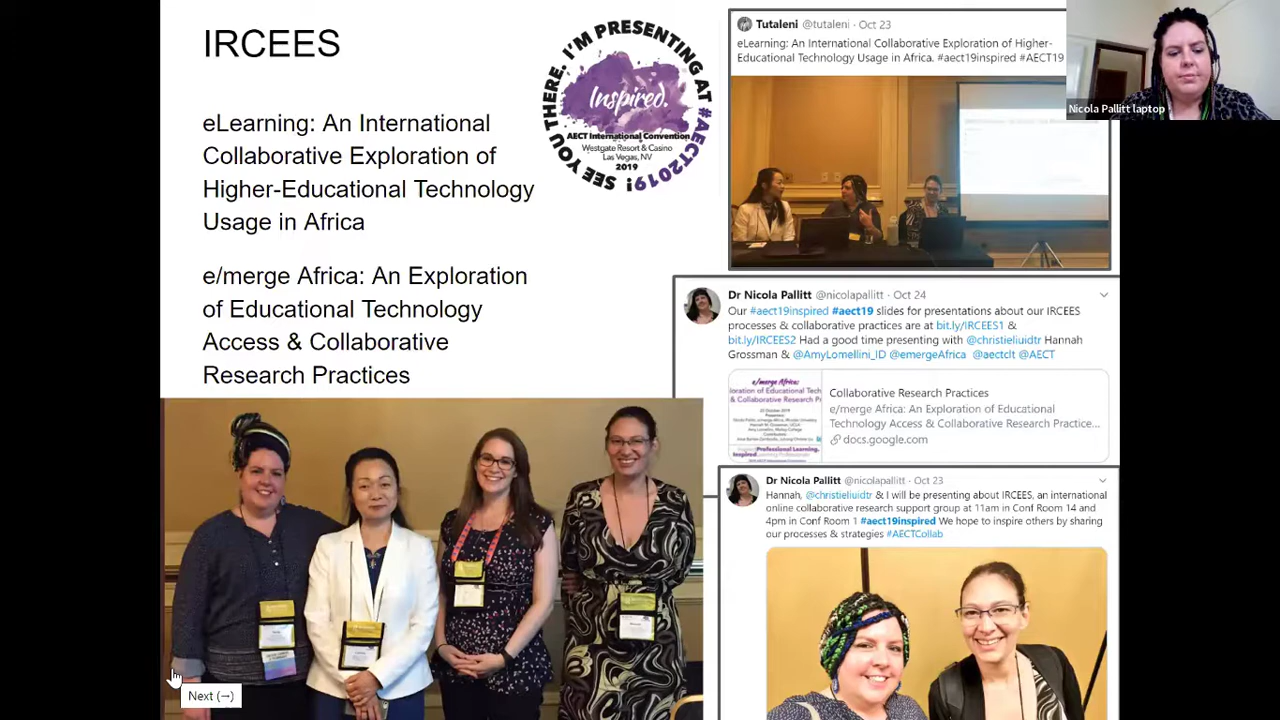 IRCEES
eLearning: An International
Collaborative Exploration of
Higher-Educational Technology
Usage in Africa
e/merge Africa: An Exploration
of Educational Technology
Access & Collaborative
Research Practices
I'M PRESENTING AT #AECT2019! SEE YOU THERE.
Inspired.
AECT International Convention
Westgate Resort & Casino
Las Vegas, NV
2019
Tutaleni @tutaleni · Oct 23
eLearning: An International Collaborative Exploration of Higher-
Educational Technology Usage in Africa. #aect19inspired #AECT19
Nicola Pallitt laptop
Dr Nicola Pallitt @nicolapallitt · Oct 24
Our #aect19inspired #aect19 slides for presentations about our IRCEES
processes & collaborative practices are at bit.ly/IRCEES1 &
bit.ly/IRCEES2 Had a good time presenting with @christieliuidtr Hannah
Grossman & @AmyLomellini_ID @emergeAfrica @aectclt @AECT
e/merge Africa:
Collaborative Research Practices
e/merge Africa: An Exploration of Educational
Technology Access & Collaborative Research Practice...
docs.google.com
Dr Nicola Pallitt @nicolapallitt · Oct 23
Hannah, @christieliuidtr & I will be presenting about IRCEES, an international
online collaborative research support group at 11am in Conf Room 14 and
4pm in Conf Room 1 #aect19inspired We hope to inspire others by sharing
our processes & strategies #AECTCollab
Next (→)